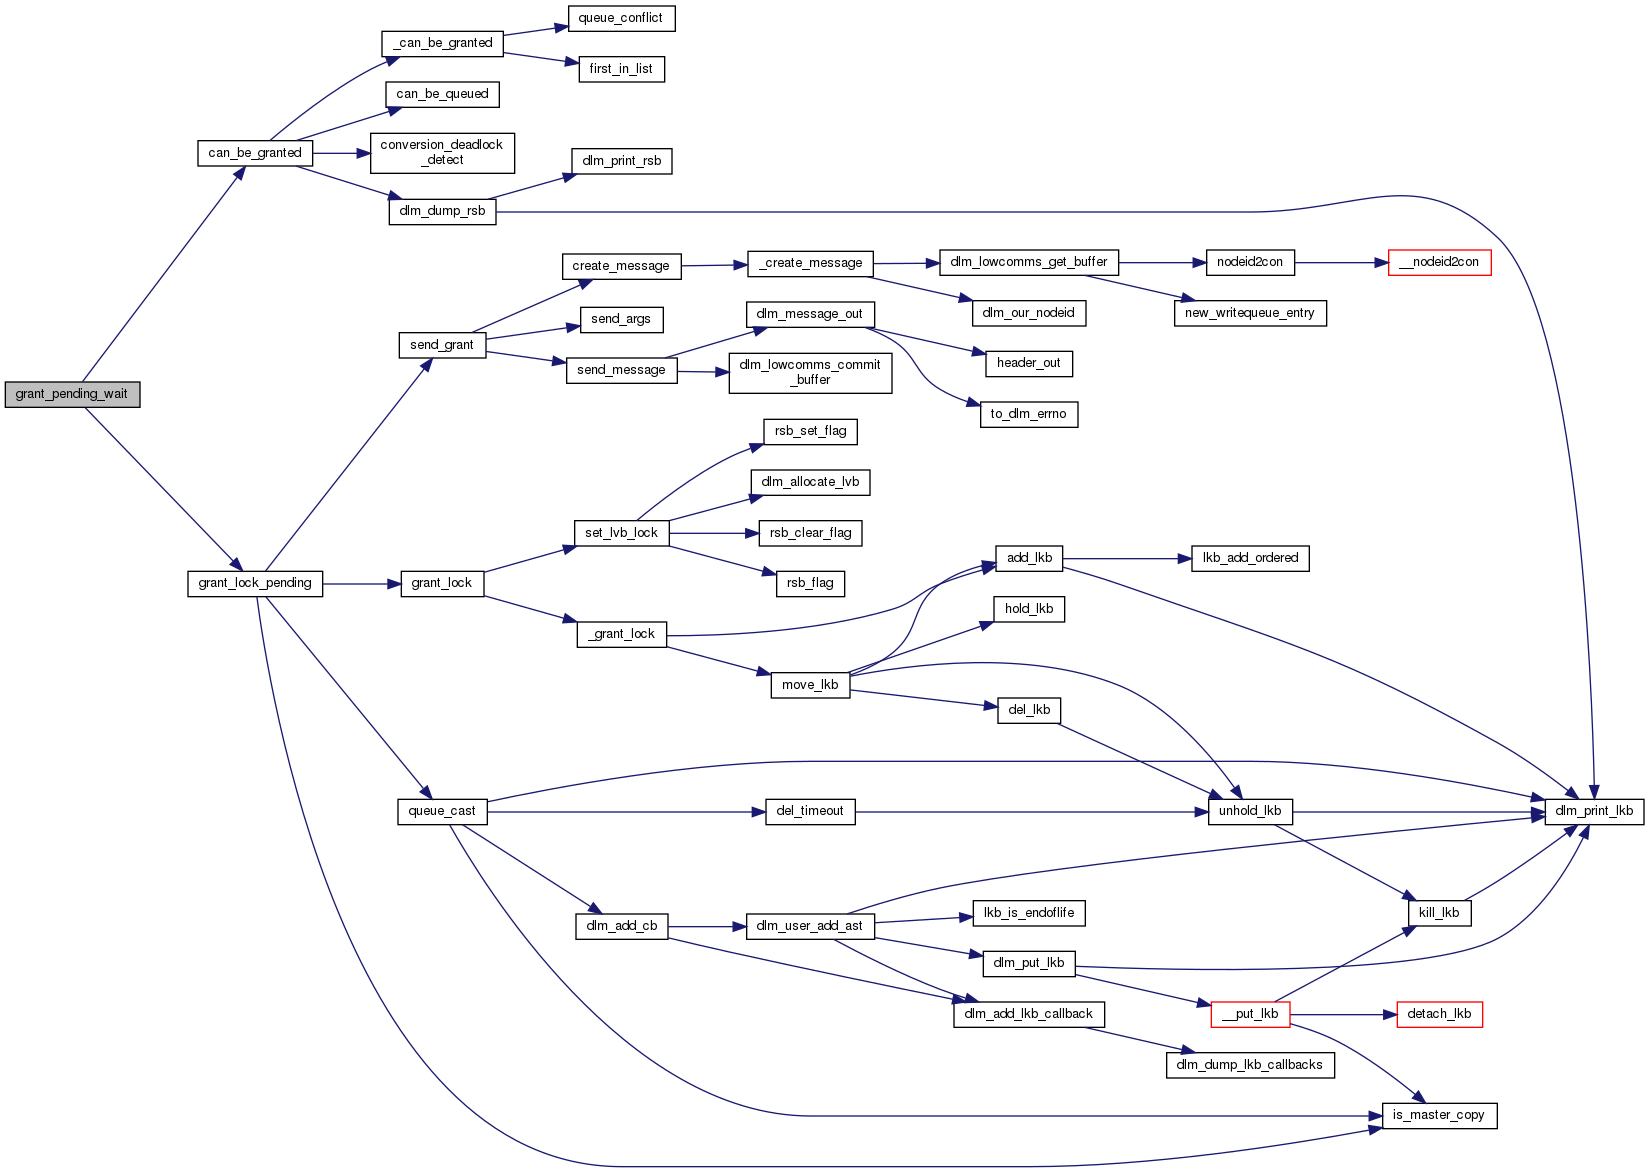 queue_conflict
_can_be_granted
first_in_list
can_be_queued
conversion_deadlock
_detect
can_be_granted
dlm_print_rsb
dlm_dump_rsb
create_message
_create_message
dlm_lowcomms_get_buffer
nodeid2con
__nodeid2con
send_args
dlm_message_out
dlm_our_nodeid
new_writequeue_entry
send_grant
send_message
dlm_lowcomms_commit
_buffer
header_out
grant_pending_wait
to_dlm_errno
rsb_set_flag
dlm_allocate_lvb
set_lvb_lock
rsb_clear_flag
add_lkb
lkb_add_ordered
grant_lock_pending
grant_lock
rsb_flag
hold_lkb
_grant_lock
move_lkb
del_lkb
queue_cast
del_timeout
unhold_lkb
dlm_print_lkb
dlm_add_cb
dlm_user_add_ast
lkb_is_endoflife
kill_lkb
dlm_put_lkb
dlm_add_lkb_callback
__put_lkb
detach_lkb
dlm_dump_lkb_callbacks
is_master_copy